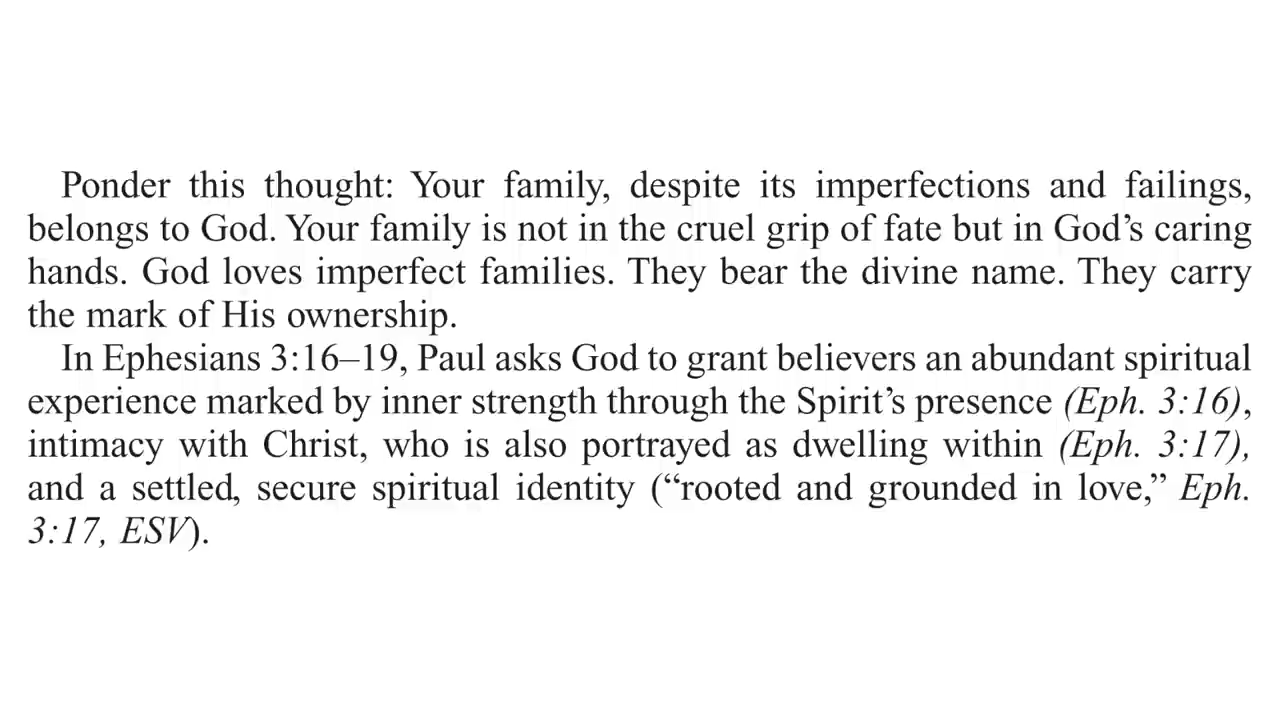 Ponder this thought: Your family, despite its imperfections and failings,
belongs to God. Your family is not in the cruel grip of fate but in God’s caring
hands. God loves imperfect families. They bear the divine name. They carry
the mark of His ownership.
In Ephesians 3:16–19, Paul asks God to grant believers an abundant spiritual
experience marked by inner strength through the Spirit’s presence (Eph. 3:16),
intimacy with Christ, who is also portrayed as dwelling within (Eph. 3:17),
and a settled, secure spiritual identity (“rooted and grounded in love,” Eph.
3:17, ESV).